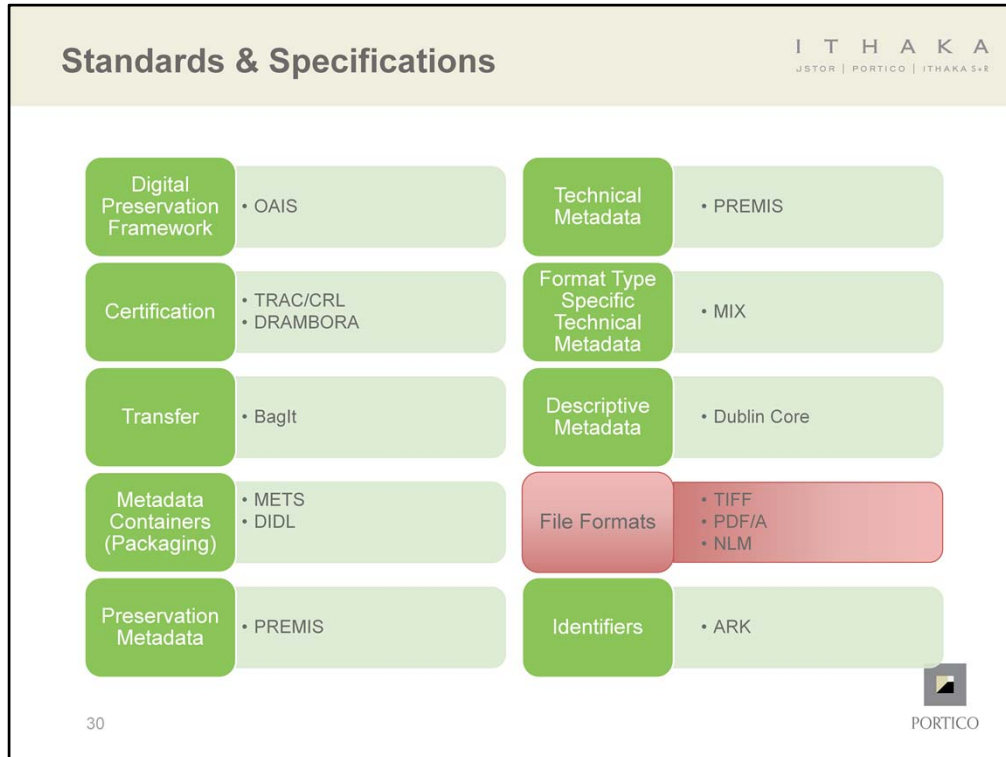 Standards & Specifications
I T H A K A
JSTOR | PORTICO | ITHAKA S+R
Digital
Preservation
Framework
• OAIS
Certification
• TRAC/CRL
• DRAMBORA
Transfer
• BagIt
Metadata
Containers
(Packaging)
• METS
• DIDL
Preservation
Metadata
• PREMIS
Technical
Metadata
• PREMIS
Format Type
Specific
Technical
Metadata
• MIX
Descriptive
Metadata
• Dublin Core
File Formats
• TIFF
• PDF/A
• NLM
Identifiers
• ARK
30
PORTICO